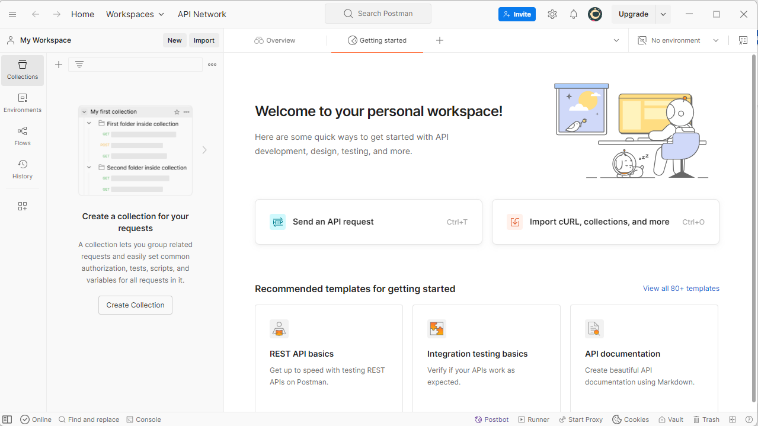 Home
Workspaces
API Network
Search Postman
Invite
Upgrade
My Workspace
New
Import
Overview
Getting started
No environment
Collections
Environments
Flows
History
My first collection
First folder inside collection
Second folder inside collection
Create a collection for your
requests
A collection lets you group related
requests and easily set common
authorization, tests, scripts, and
variables for all requests in it.
Create Collection
Welcome to your personal workspace!
Here are some quick ways to get started with API
development, design, testing, and more.
Send an API request
Ctrl+T
Import cURL, collections, and more
Ctrl+O
Recommended templates for getting started
View all 80+ templates
REST API basics
Get up to speed with testing REST
APIs on Postman.
Integration testing basics
Verify if your APIs work as
expected.
API documentation
Create beautiful API
documentation using Markdown.
Online
Find and replace
Console
Postbot
Runner
Start Proxy
Cookies
Vault
Trash